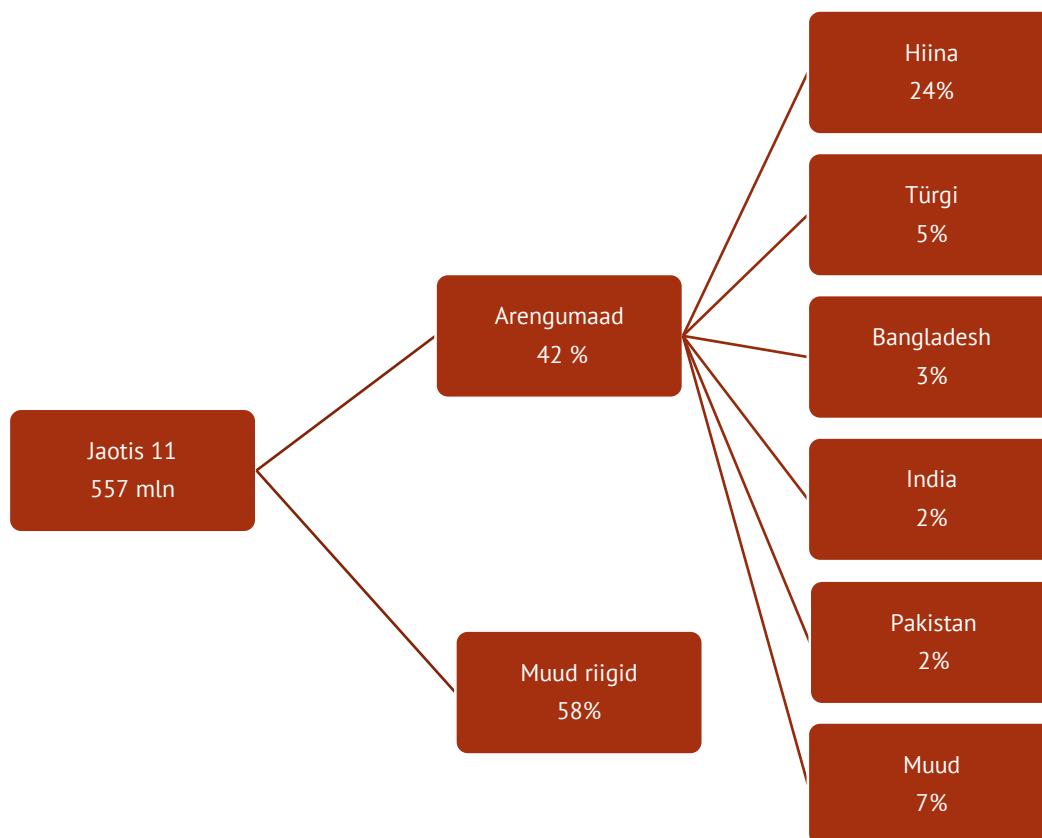 Jaotis 11
557 mln
Arengumaad
42 %
Muud riigid
58%
Hiina
24%
Türgi
5%
Bangladesh
3%
India
2%
Pakistan
2%
Muud
7%